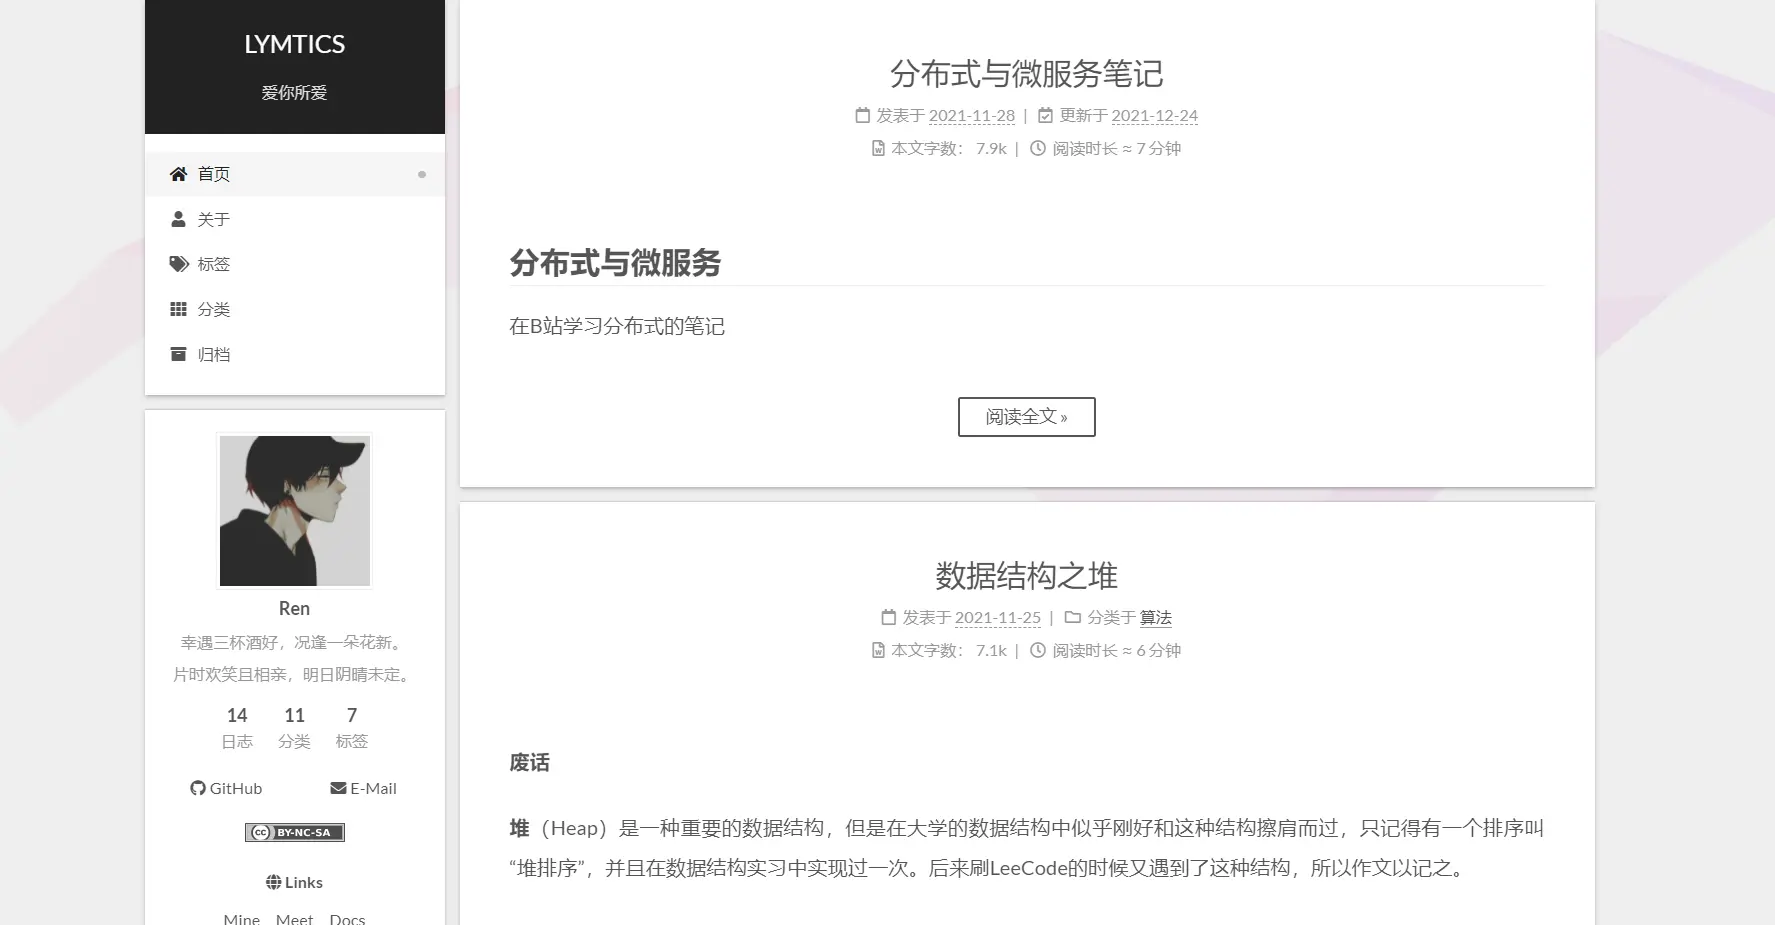 LYMTICS
爱你所爱
首页
关于
标签
分类
归档
Ren
幸遇三杯酒好，况逢一朵花新。
片时欢笑且相亲，明日阴晴未定。
14 11 7
日志 分类 标签
GitHub E-Mail
cc BY-NC-SA
Links
Mine Meet Docs
分布式与微服务笔记
发表于 2021-11-28 | 更新于 2021-12-24
本文字数： 7.9k | 阅读时长 ≈ 7 分钟
分布式与微服务
在B站学习分布式的笔记
阅读全文 »
数据结构之堆
发表于 2021-11-25 | 分类于 算法
本文字数： 7.1k | 阅读时长 ≈ 6 分钟
废话
堆（Heap）是一种重要的数据结构，但是在大学的数据结构中似乎刚好和这种结构擦肩而过，只记得有一个排序叫
“堆排序”，并且在数据结构实习中实现过一次。后来刷LeeCode的时候又遇到了这种结构，所以作文以记之。